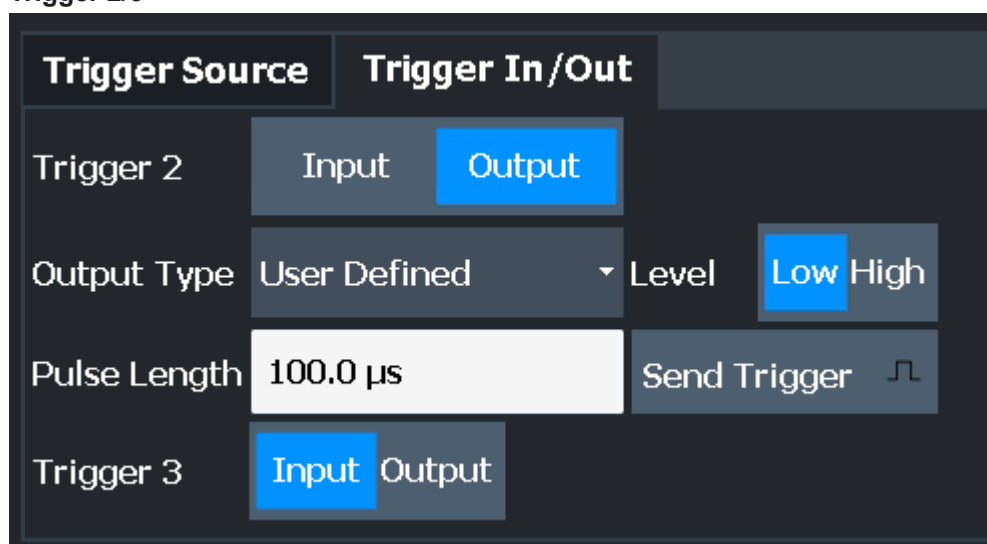 Trigger Source Trigger In/Out
Trigger 2 Input Output
Output Type User Defined Level Low High
Pulse Length 100.0 µs Send Trigger
Trigger 3 Input Output